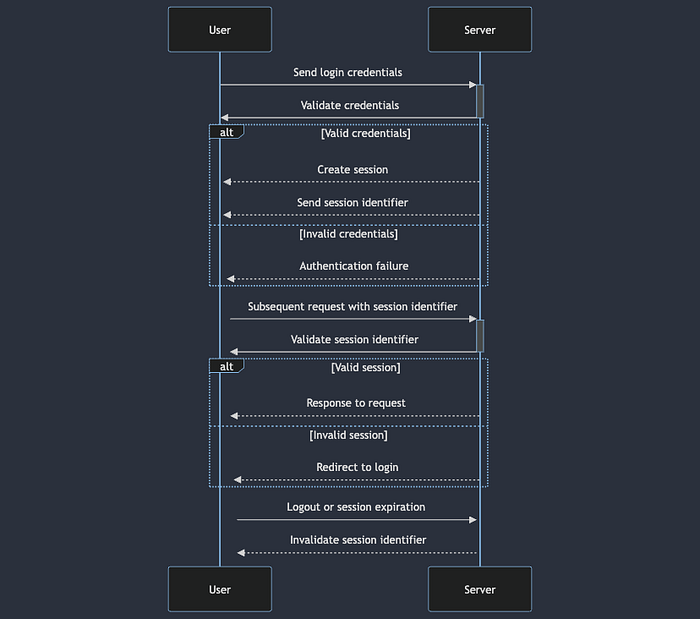 User
Server
Send login credentials
Validate credentials
alt
[Valid credentials]
Create session
Send session identifier
[Invalid credentials]
Authentication failure
Subsequent request with session identifier
Validate session identifier
alt
[Valid session]
Response to request
[Invalid session]
Redirect to login
Logout or session expiration
Invalidate session identifier
User
Server